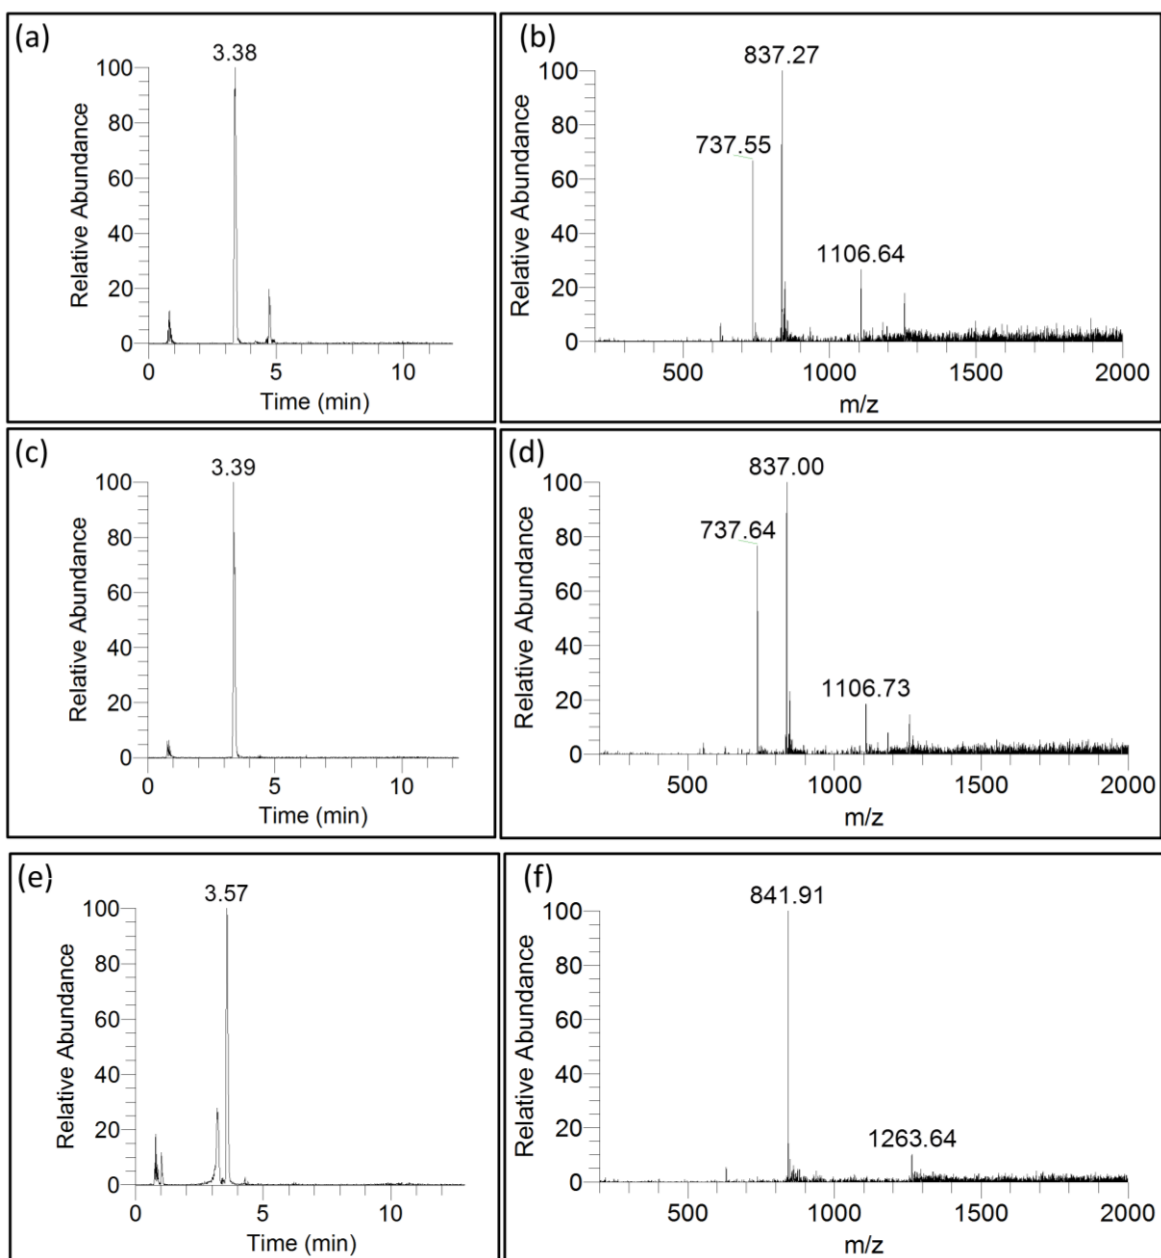 (a)
3.38
Relative Abundance
100
80
60
40
20
0
0 5 10
Time (min)
(b)
837.27
737.55
1106.64
Relative Abundance
100
80
60
40
20
0
500 1000 1500 2000
m/z
(c)
3.39
Relative Abundance
100
80
60
40
20
0
0 5 10
Time (min)
(d)
837.00
737.64
1106.73
Relative Abundance
100
80
60
40
20
0
500 1000 1500 2000
m/z
(e)
3.57
Relative Abundance
100
80
60
40
20
0
0 5 10
Time (min)
(f)
841.91
1263.64
Relative Abundance
100
80
60
40
20
0
500 1000 1500 2000
m/z